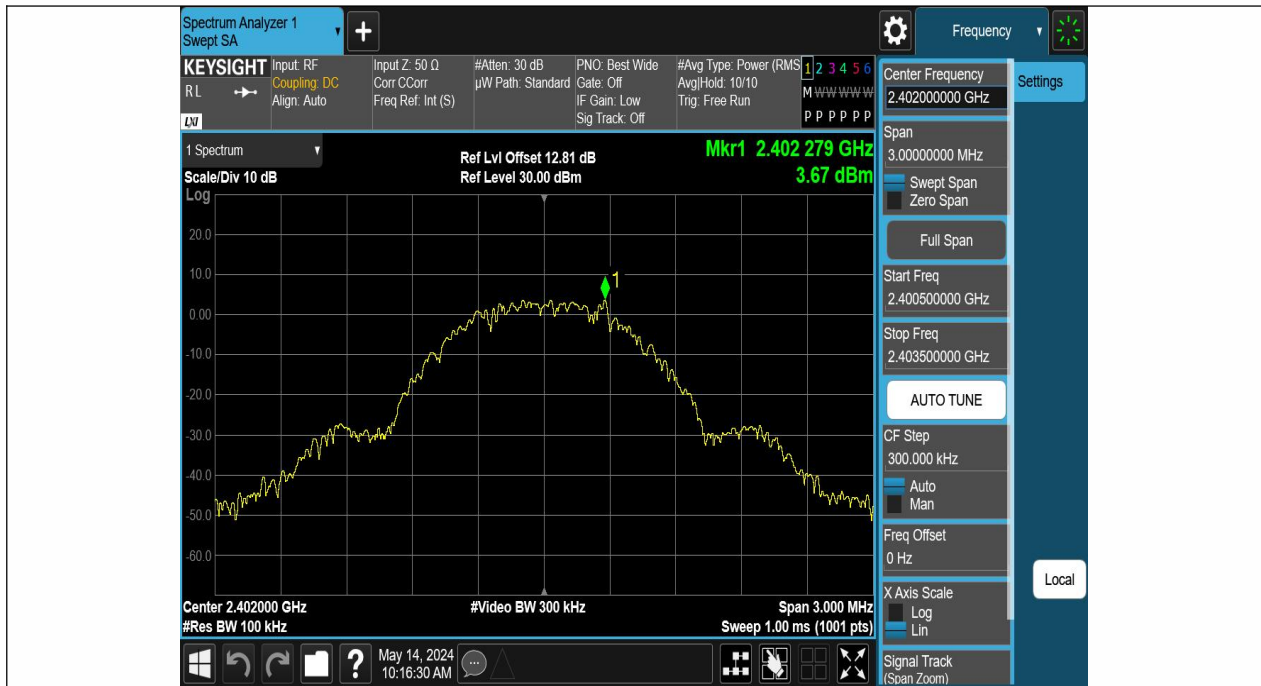 Spectrum Analyzer 1
Swept SA
+
Frequency
KEYSIGHT
R L
LXI
Input: RF
Coupling: DC
Align: Auto
Input Z: 50 Ω
Corr CCorr
Freq Ref: Int (S)
#Atten: 30 dB
µW Path: Standard
PNO: Best Wide
Gate: Off
IF Gain: Low
Sig Track: Off
#Avg Type: Power (RMS
Avg|Hold: 10/10
Trig: Free Run
1 2 3 4 5 6
M W W W W W
P P P P P P
1 Spectrum
Scale/Div 10 dB
Ref Lvl Offset 12.81 dB
Ref Level 30.00 dBm
Mkr1 2.402 279 GHz
3.67 dBm
Log
20.0
10.0
0.00
-10.0
-20.0
-30.0
-40.0
-50.0
-60.0
1
Center 2.402000 GHz
#Res BW 100 kHz
#Video BW 300 kHz
Span 3.000 MHz
Sweep 1.00 ms (1001 pts)
?
May 14, 2024
10:16:30 AM
Center Frequency
2.402000000 GHz
Span
3.00000000 MHz
Swept Span
Zero Span
Full Span
Start Freq
2.400500000 GHz
Stop Freq
2.403500000 GHz
AUTO TUNE
CF Step
300.000 kHz
Auto
Man
Freq Offset
0 Hz
X Axis Scale
Log
Lin
Signal Track
(Span Zoom)
Settings
Local